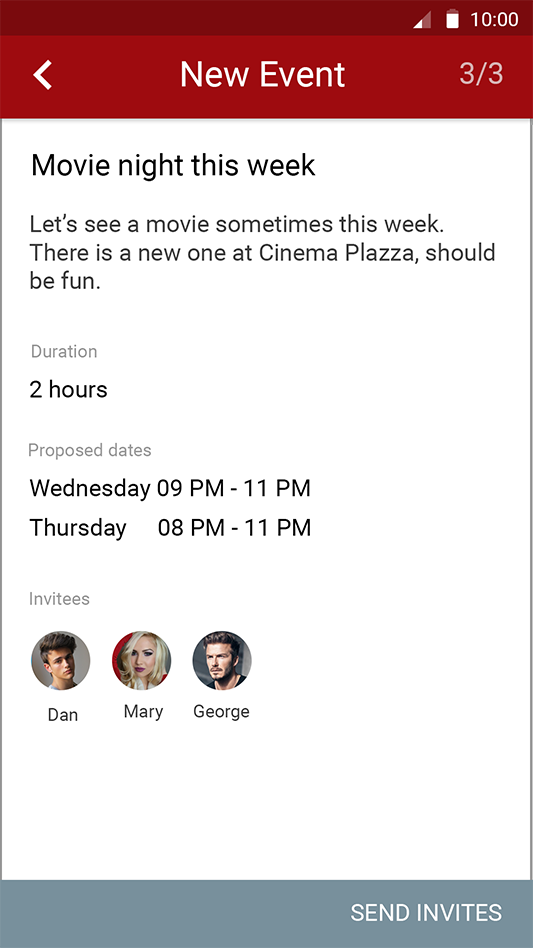 10:00
New Event 3/3
Movie night this week
Let’s see a movie sometimes this week.
There is a new one at Cinema Plazza, should
be fun.
Duration
2 hours
Proposed dates
Wednesday 09 PM - 11 PM
Thursday 08 PM - 11 PM
Invitees
Dan Mary George
SEND INVITES